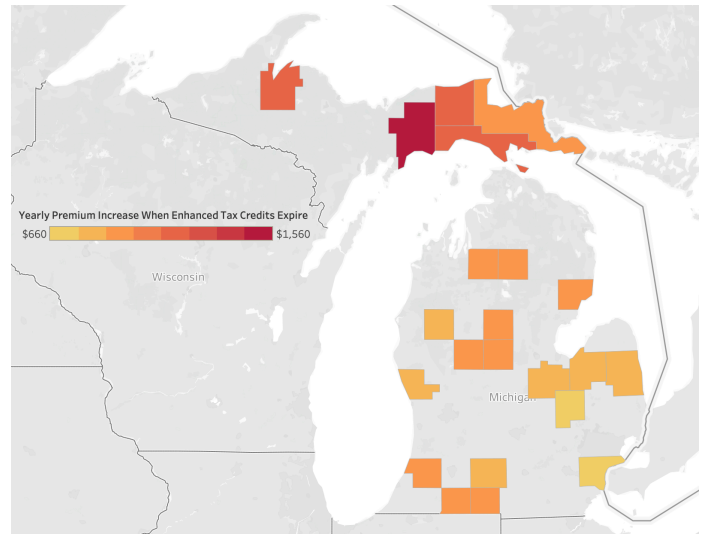 Yearly Premium Increase When Enhanced Tax Credits Expire
$660 $1,560
Wisconsin
Michigan